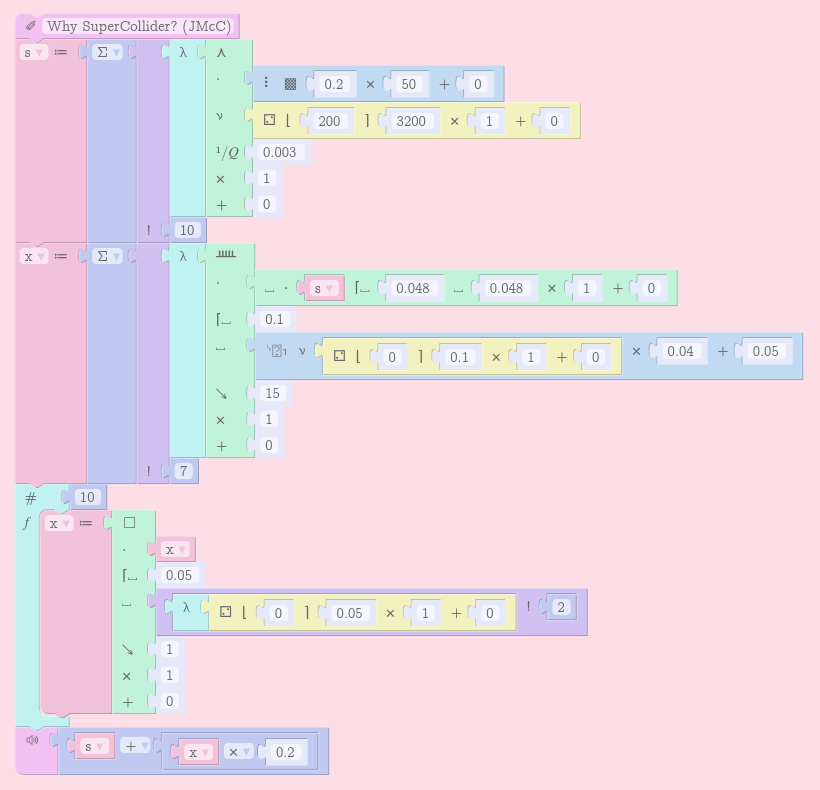 ✐ Why SuperCollider? (JMcC)
s ▾ ≔ Σ ▾ λ ⋏
· ⠇ ▩ 0.2 × 50 + 0
ν ⚂ ⌊ 200 ⌉ 3200 × 1 + 0
¹/Q 0.003
× 1
+ 0
! 10
x ▾ ≔ Σ ▾ λ
· ⎵ · s ▾ ⌈⎵ 0.048 ⎵ 0.048 × 1 + 0
⌈⎵ 0.1
⎵ ν ⚂ ⌊ 0 ⌉ 0.1 × 1 + 0 × 0.04 + 0.05
↘ 15
× 1
+ 0
! 7
# 10
f x ▾ ≔ □
· x ▾
⌈⎵ 0.05
⎵ λ ⚂ ⌊ 0 ⌉ 0.05 × 1 + 0 ! 2
↘ 1
× 1
+ 0
s ▾ + ▾ x ▾ × ▾ 0.2